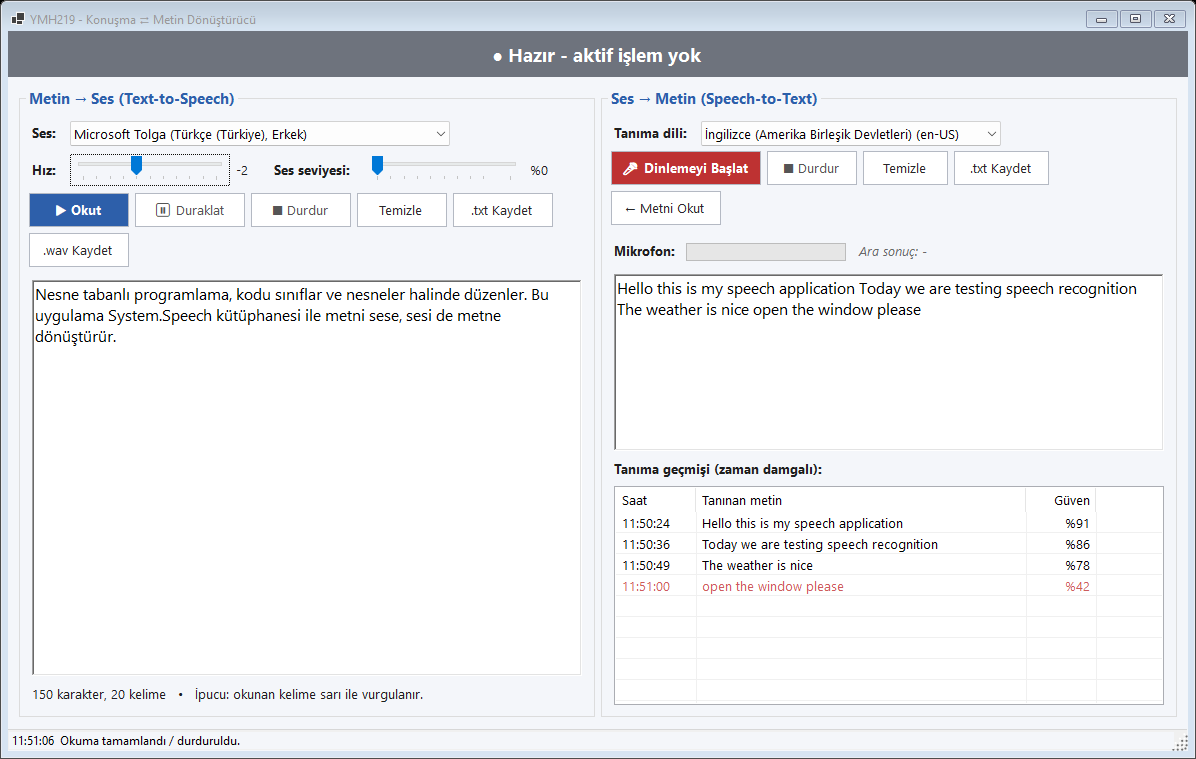 YMH219 - Konuşma ⇄ Metin Dönüştürücü
● Hazır - aktif işlem yok
Metin → Ses (Text-to-Speech)
Ses: Microsoft Tolga (Türkçe (Türkiye), Erkek)
Hız: -2 Ses seviyesi: %0
▶ Okut ⏸ Duraklat ■ Durdur Temizle .txt Kaydet
.wav Kaydet
Nesne tabanlı programlama, kodu sınıflar ve nesneler halinde düzenler. Bu
uygulama System.Speech kütüphanesi ile metni sese, sesi de metne
dönüştürür.
150 karakter, 20 kelime • İpucu: okunan kelime sarı ile vurgulanır.
Ses → Metin (Speech-to-Text)
Tanıma dili: İngilizce (Amerika Birleşik Devletleri) (en-US)
🎤 Dinlemeyi Başlat ■ Durdur Temizle .txt Kaydet
← Metni Okut
Mikrofon: Ara sonuç: -
Hello this is my speech application Today we are testing speech recognition
The weather is nice open the window please
Tanıma geçmişi (zaman damgalı):
Saat Tanınan metin Güven
11:50:24 Hello this is my speech application %91
11:50:36 Today we are testing speech recognition %86
11:50:49 The weather is nice %78
11:51:00 open the window please %42
11:51:06 Okuma tamamlandı / durduruldu.